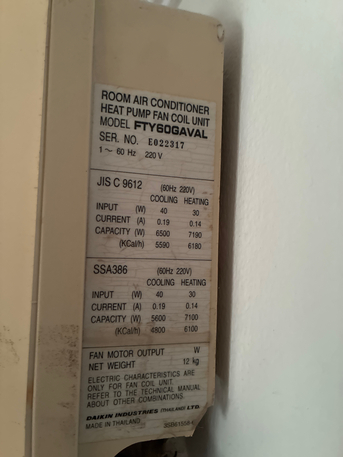 ROOM AIR CONDITIONER
HEAT PUMP FAN COIL UNIT
MODEL FTY60GAVAL
SER. NO. E022317
1 ~ 60 Hz 220 V
JIS C 9612 (60Hz 220V)
COOLING HEATING
INPUT (W) 40 30
CURRENT (A) 0.19 0.14
CAPACITY (W) 6500 7190
(KCal/h) 5590 6180
SSA386 (60Hz 220V)
COOLING HEATING
INPUT (W) 40 30
CURRENT (A) 0.19 0.14
CAPACITY (W) 5600 7100
(KCal/h) 4800 6100
FAN MOTOR OUTPUT W
NET WEIGHT 12 kg
ELECTRIC CHARACTERISTICS ARE
ONLY FOR FAN COIL UNIT.
REFER TO THE TECHNICAL MANUAL
ABOUT OTHER COMBINATIONS.
DAIKIN INDUSTRIES (THAILAND) LTD.
MADE IN THAILAND